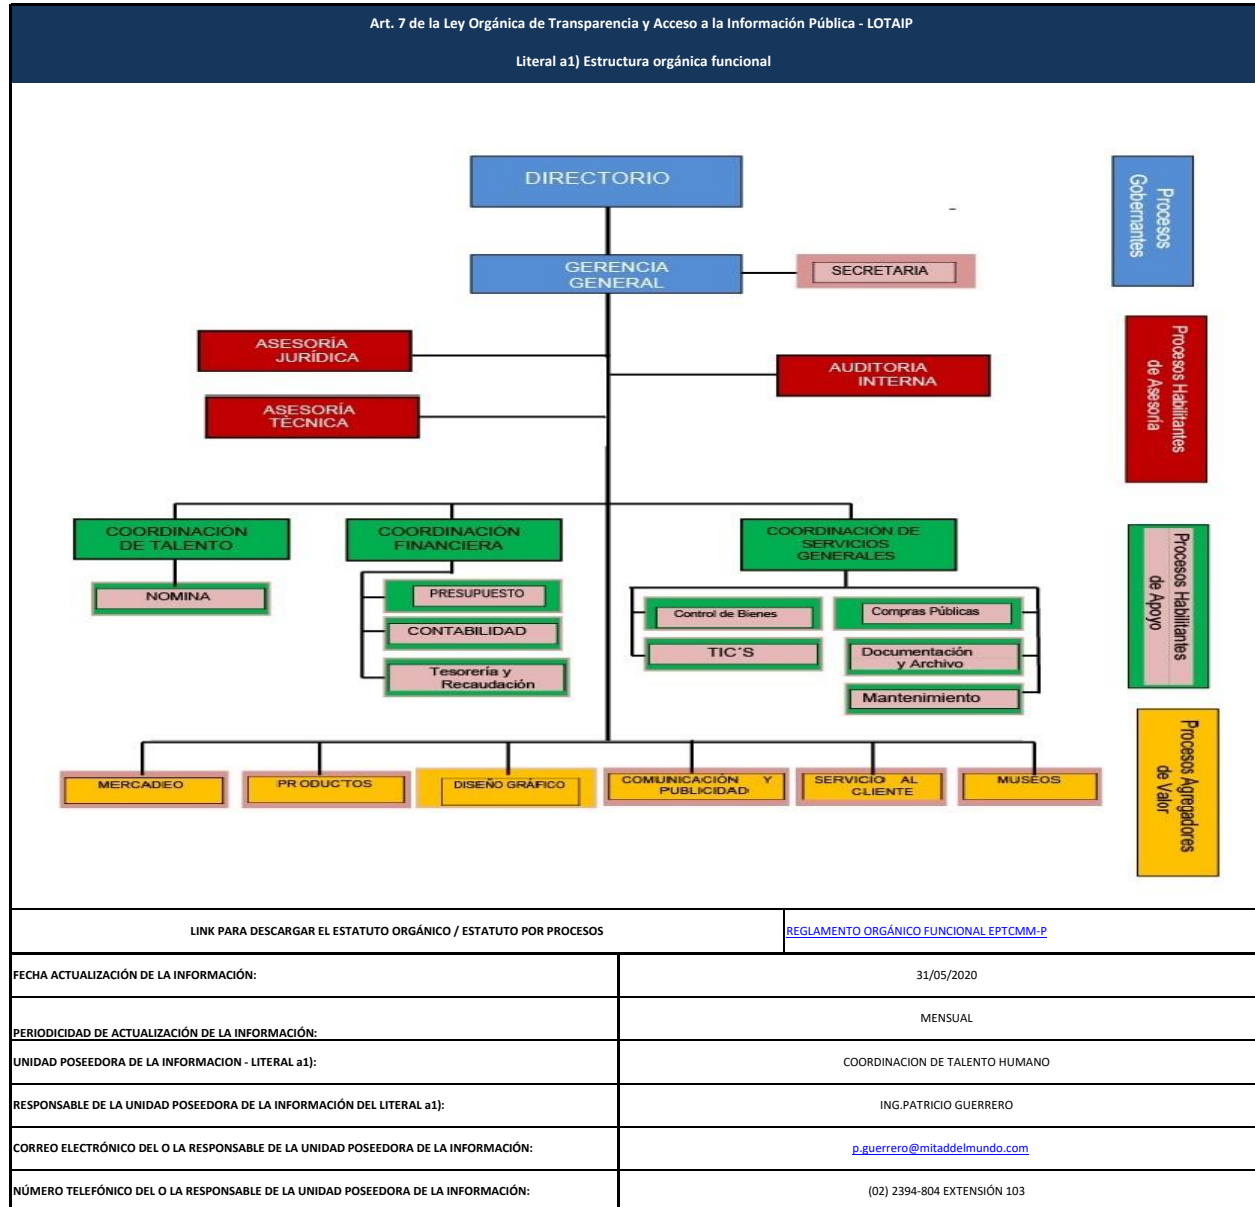 Art. 7 de la Ley Orgánica de Transparencia y Acceso a la Información Pública - LOTAIP
Literal a1) Estructura orgánica funcional
DIRECTORIO
Procesos
Gobernantes
GERENCIA
GENERAL
SECRETARIA
ASESORÍA
JURÍDICA
AUDITORIA
INTERNA
Procesos Habilitantes
de Asesoría
ASESORÍA
TÈCNICA
COORDINACIÓN
DE TALENTO
COORDINACIÓN
FINANCIERA
COORDINACIÓN DE
SERVICIOS
GENERALES
Procesos Habilitantes
de Apoyo
NOMINA
PRESUPUESTO
CONTABILIDAD
Tesorería y
Recaudación
Control de Bienes
TIC´S
Compras Públicas
Documentación
y Archivo
Mantenimiento
MERCADEO
PRODUCTOS
DISEÑO GRÁFICO
COMUNICACIÓN Y
PUBLICIDAD
SERVICIO AL
CLIENTE
MUSEOS
Procesos Agregadores
de Valor
LINK PARA DESCARGAR EL ESTATUTO ORGÁNICO / ESTATUTO POR PROCESOS
REGLAMENTO ORGÁNICO FUNCIONAL EPTCMM-P
FECHA ACTUALIZACIÓN DE LA INFORMACIÓN:
31/05/2020
PERIODICIDAD DE ACTUALIZACIÓN DE LA INFORMACIÓN:
MENSUAL
UNIDAD POSEEDORA DE LA INFORMACION - LITERAL a1):
COORDINACION DE TALENTO HUMANO
RESPONSABLE DE LA UNIDAD POSEEDORA DE LA INFORMACIÓN DEL LITERAL a1):
ING.PATRICIO GUERRERO
CORREO ELECTRÓNICO DEL O LA RESPONSABLE DE LA UNIDAD POSEEDORA DE LA INFORMACIÓN:
p.guerrero@mitaddelmundo.com
NÚMERO TELEFÓNICO DEL O LA RESPONSABLE DE LA UNIDAD POSEEDORA DE LA INFORMACIÓN:
(02) 2394-804 EXTENSIÓN 103